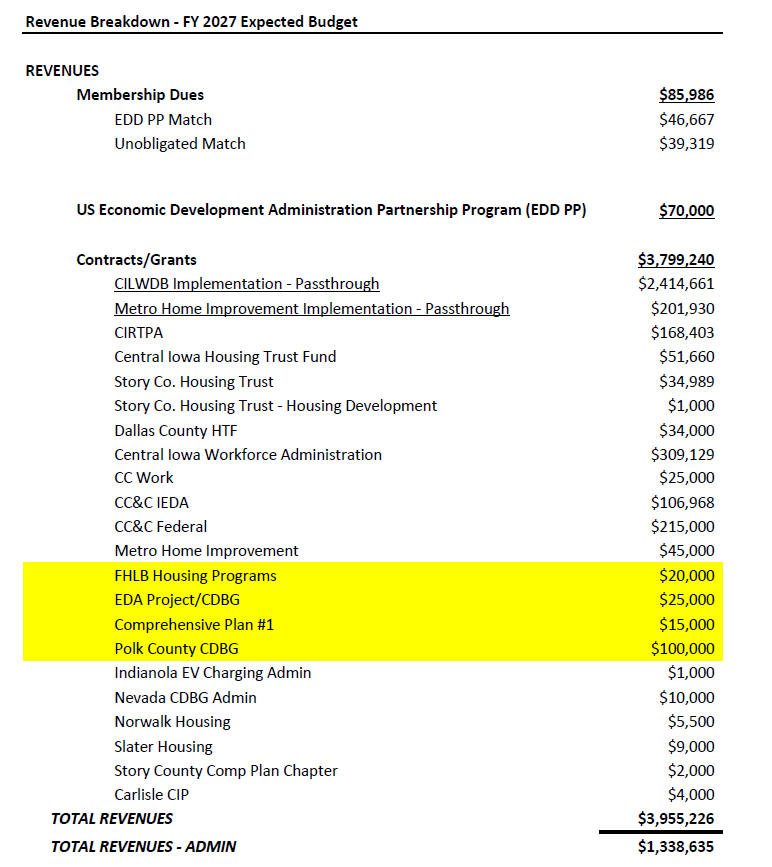 Revenue Breakdown - FY 2027 Expected Budget
REVENUES
Membership Dues $85,986
EDD PP Match $46,667
Unobligated Match $39,319
US Economic Development Administration Partnership Program (EDD PP) $70,000
Contracts/Grants $3,799,240
CILWDB Implementation - Passthrough $2,414,661
Metro Home Improvement Implementation - Passthrough $201,930
CIRTPA $168,403
Central Iowa Housing Trust Fund $51,660
Story Co. Housing Trust $34,989
Story Co. Housing Trust - Housing Development $1,000
Dallas County HTF $34,000
Central Iowa Workforce Administration $309,129
CC Work $25,000
CC&C IEDA $106,968
CC&C Federal $215,000
Metro Home Improvement $45,000
FHLB Housing Programs $20,000
EDA Project/CDBG $25,000
Comprehensive Plan #1 $15,000
Polk County CDBG $100,000
Indianola EV Charging Admin $1,000
Nevada CDBG Admin $10,000
Norwalk Housing $5,500
Slater Housing $9,000
Story County Comp Plan Chapter $2,000
Carlisle CIP $4,000
TOTAL REVENUES $3,955,226
TOTAL REVENUES - ADMIN $1,338,635